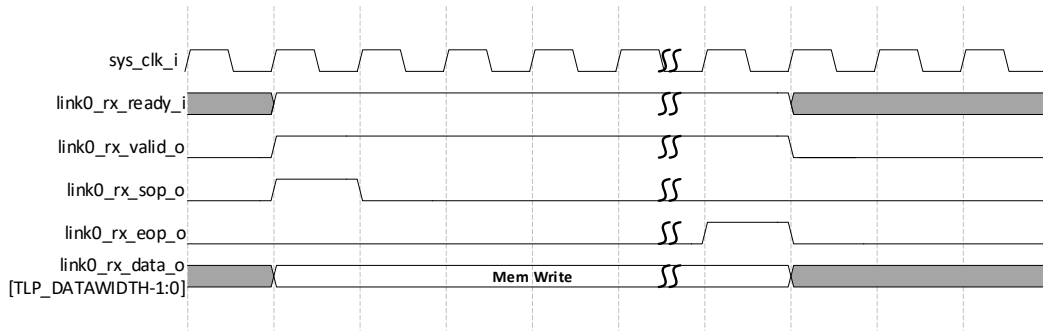 sys_clk_i
link0_rx_ready_i
link0_rx_valid_o
link0_rx_sop_o
link0_rx_eop_o
link0_rx_data_o
[TLP_DATAWIDTH-1:0]
Mem Write